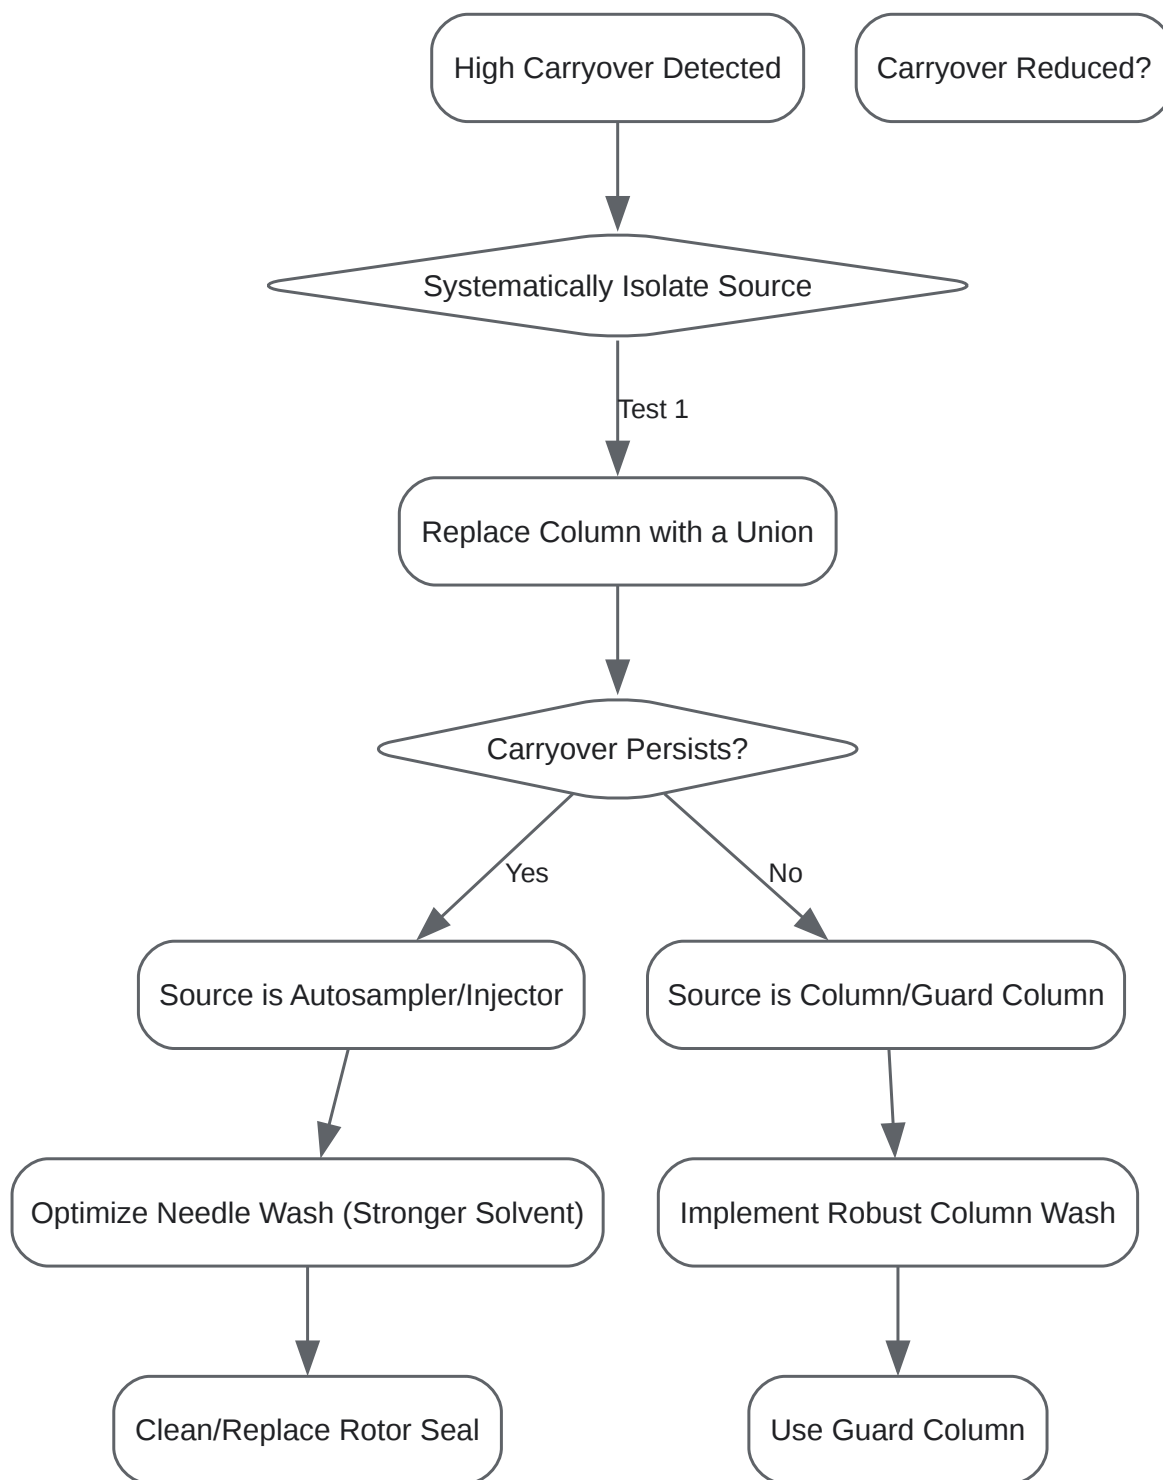 High Carryover Detected
Carryover Reduced?
Systematically Isolate Source
Test 1
Replace Column with a Union
Carryover Persists?
Yes
No
Source is Autosampler/Injector
Source is Column/Guard Column
Optimize Needle Wash (Stronger Solvent)
Implement Robust Column Wash
Clean/Replace Rotor Seal
Use Guard Column